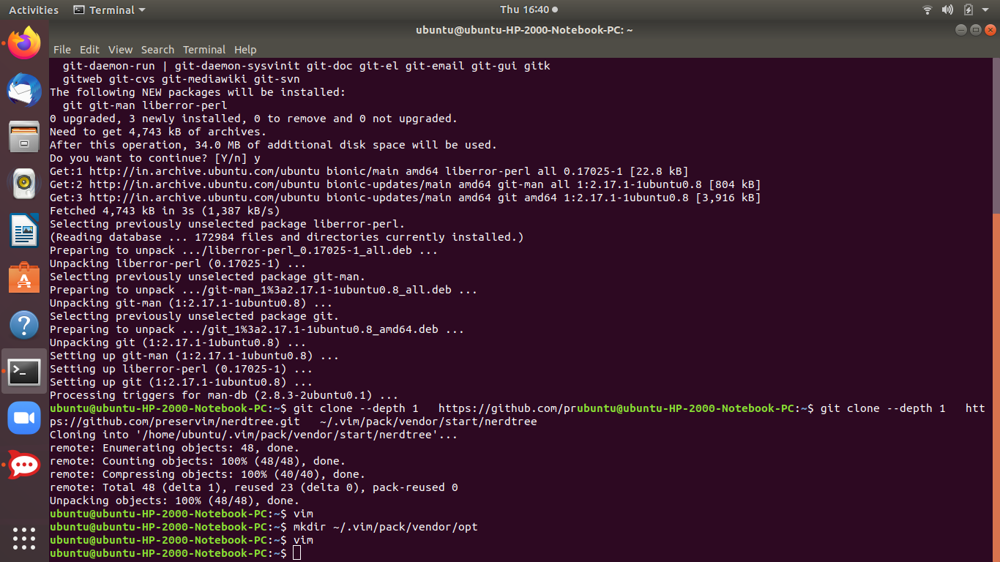 Activities Terminal Thu 16:40
ubuntu@ubuntu-HP-2000-Notebook-PC: ~
File Edit View Search Terminal Help
git-daemon-run | git-daemon-sysvinit git-doc git-el git-email git-gui gitk
gitweb git-cvs git-mediawiki git-svn
The following NEW packages will be installed:
git git-man liberror-perl
0 upgraded, 3 newly installed, 0 to remove and 0 not upgraded.
Need to get 4,743 kB of archives.
After this operation, 34.0 MB of additional disk space will be used.
Do you want to continue? [Y/n] y
Get:1 http://in.archive.ubuntu.com/ubuntu bionic/main amd64 liberror-perl all 0.17025-1 [22.8 kB]
Get:2 http://in.archive.ubuntu.com/ubuntu bionic-updates/main amd64 git-man all 1:2.17.1-1ubuntu0.8 [804 kB]
Get:3 http://in.archive.ubuntu.com/ubuntu bionic-updates/main amd64 git amd64 1:2.17.1-1ubuntu0.8 [3,916 kB]
Fetched 4,743 kB in 3s (1,387 kB/s)
Selecting previously unselected package liberror-perl.
(Reading database ... 172984 files and directories currently installed.)
Preparing to unpack .../liberror-perl_0.17025-1_all.deb ...
Unpacking liberror-perl (0.17025-1) ...
Selecting previously unselected package git-man.
Preparing to unpack .../git-man_1%3a2.17.1-1ubuntu0.8_all.deb ...
Unpacking git-man (1:2.17.1-1ubuntu0.8) ...
Selecting previously unselected package git.
Preparing to unpack .../git_1%3a2.17.1-1ubuntu0.8_amd64.deb ...
Unpacking git (1:2.17.1-1ubuntu0.8) ...
Setting up git-man (1:2.17.1-1ubuntu0.8) ...
Setting up liberror-perl (0.17025-1) ...
Setting up git (1:2.17.1-1ubuntu0.8) ...
Processing triggers for man-db (2.8.3-2ubuntu0.1) ...
ubuntu@ubuntu-HP-2000-Notebook-PC:~$ git clone --depth 1   https://github.com/prubuntu@ubuntu-HP-2000-Notebook-PC:~$ git clone --depth 1   htt
ps://github.com/preservim/nerdtree.git   ~/.vim/pack/vendor/start/nerdtree
Cloning into '/home/ubuntu/.vim/pack/vendor/start/nerdtree'...
remote: Enumerating objects: 48, done.
remote: Counting objects: 100% (48/48), done.
remote: Compressing objects: 100% (40/40), done.
remote: Total 48 (delta 1), reused 23 (delta 0), pack-reused 0
Unpacking objects: 100% (48/48), done.
ubuntu@ubuntu-HP-2000-Notebook-PC:~$ vim
ubuntu@ubuntu-HP-2000-Notebook-PC:~$ mkdir ~/.vim/pack/vendor/opt
ubuntu@ubuntu-HP-2000-Notebook-PC:~$ vim
ubuntu@ubuntu-HP-2000-Notebook-PC:~$